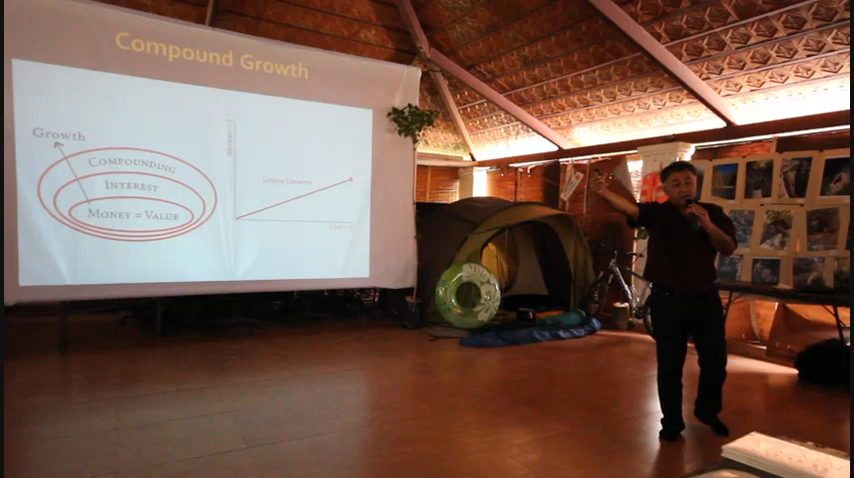 Compound Growth
Growth
COMPOUNDING
INTEREST
MONEY = VALUE
LINEAR GROWTH